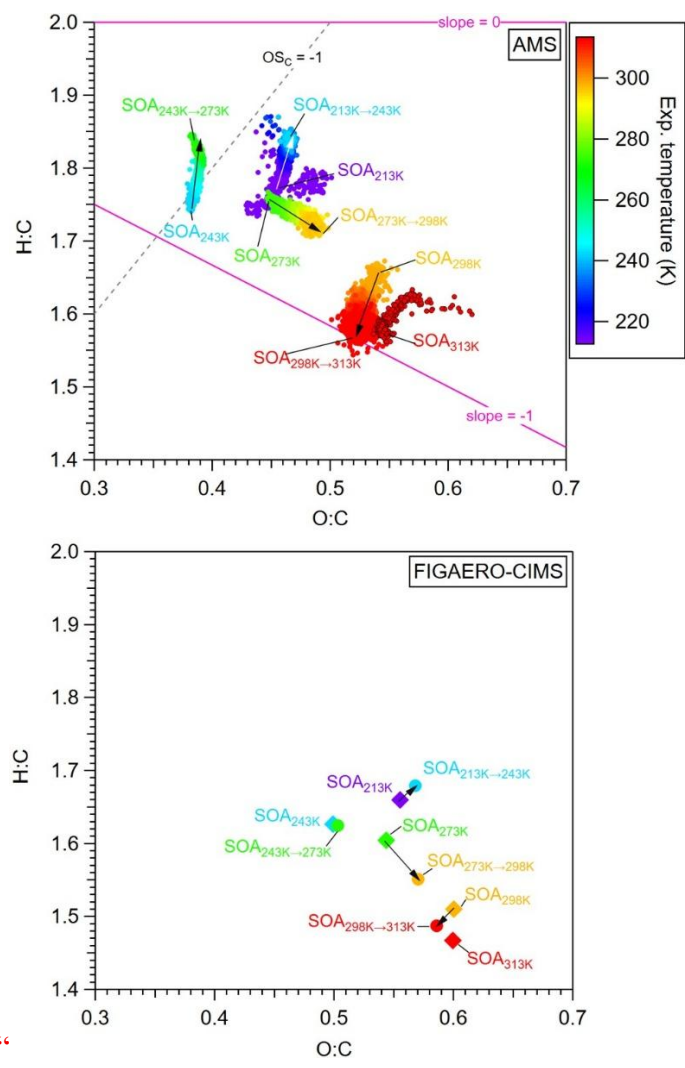 2.0
slope = 0
AMS
OSC = -1
1.9
SOA243K→273K
SOA213K→243K
300
1.8
SOA213K
280
H:C
SOA273K→298K
Exp. temperature (K)
SOA243K
1.7
SOA273K
260
SOA298K
1.6
240
SOA298K→313K
SOA313K
220
1.5
slope = -1
1.4
0.3 0.4 0.5 0.6 0.7
O:C
2.0
FIGAERO-CIMS
1.9
1.8
H:C
1.7
SOA213K→243K
SOA213K
SOA243K
SOA273K
1.6
SOA243K→273K
SOA273K→298K
SOA298K
1.5
SOA298K→313K
SOA313K
1.4
0.3 0.4 0.5 0.6 0.7
“
O:C